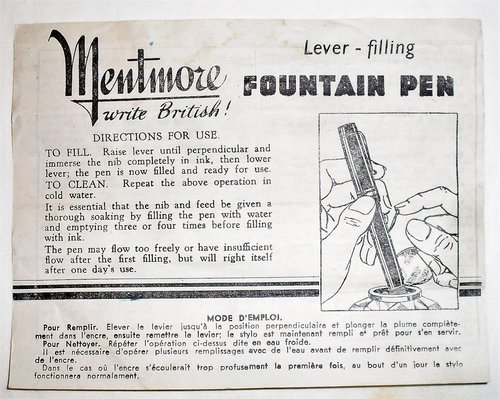 Mentmore
write British!
Lever - filling
FOUNTAIN PEN
DIRECTIONS FOR USE.
TO FILL. Raise lever until perpendicular and
immerse the nib completely in ink, then lower
lever; the pen is now filled and ready for use.
TO CLEAN. Repeat the above operation in
cold water.
It is essential that the nib and feed be given a
thorough soaking by filling the pen with water
and emptying three or four times before filling
with ink.
The pen may flow too freely or have insufficient
flow after the first filling, but will right itself
after one day's use.
MODE D'EMPLOI.
Pour Remplir. Elever le levier jusqu'à la position perpendiculaire et plonger la plume complète-
ment dans l'encre, ensuite remettre la levier; le stylo est maintenant rempli et prêt pour s'en servir.
Pour Nettoyer. Répéter l'opération ci-dessus dite en eau froide.
Il est nécessaire d'opérer plusieurs remplissages avec de l'eau avant de remplir définitivement avec
de l'encre.
Dans le cas où l'encre s'écoulerait trop profusement la première fois, au bout d'un jour le stylo
fonctionnera normalement.